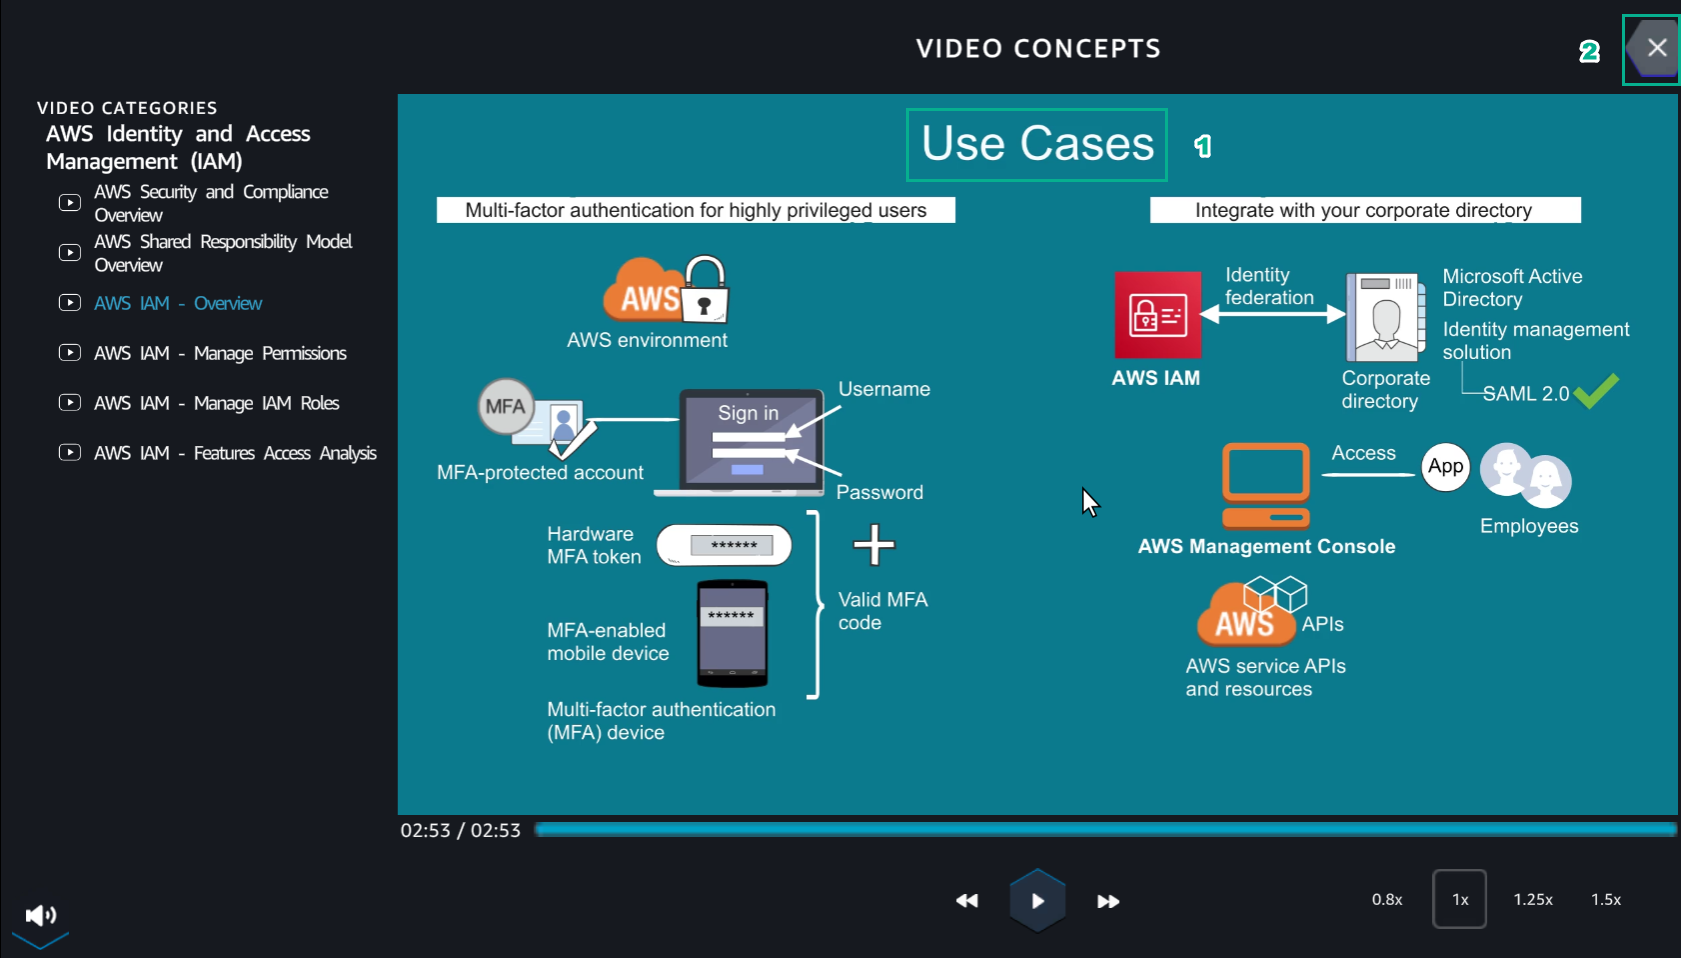 VIDEO CONCEPTS
2
VIDEO CATEGORIES
AWS Identity and Access
Management (IAM)
AWS Security and Compliance
Overview
AWS Shared Responsibility Model
Overview
AWS IAM - Overview
AWS IAM - Manage Permissions
AWS IAM - Manage IAM Roles
AWS IAM - Features Access Analysis
Use Cases
1
Multi-factor authentication for highly privileged users
AWS
AWS environment
MFA
MFA-protected account
Sign in
Username
Password
Hardware
MFA token
******
MFA-enabled
mobile device
******
Multi-factor authentication
(MFA) device
Valid MFA
code
Integrate with your corporate directory
AWS IAM
Identity
federation
Corporate
directory
Microsoft Active
Directory
Identity management
solution
SAML 2.0
AWS Management Console
Access
App
Employees
AWS
APIs
AWS service APIs
and resources
02:53 / 02:53
0.8x
1x
1.25x
1.5x